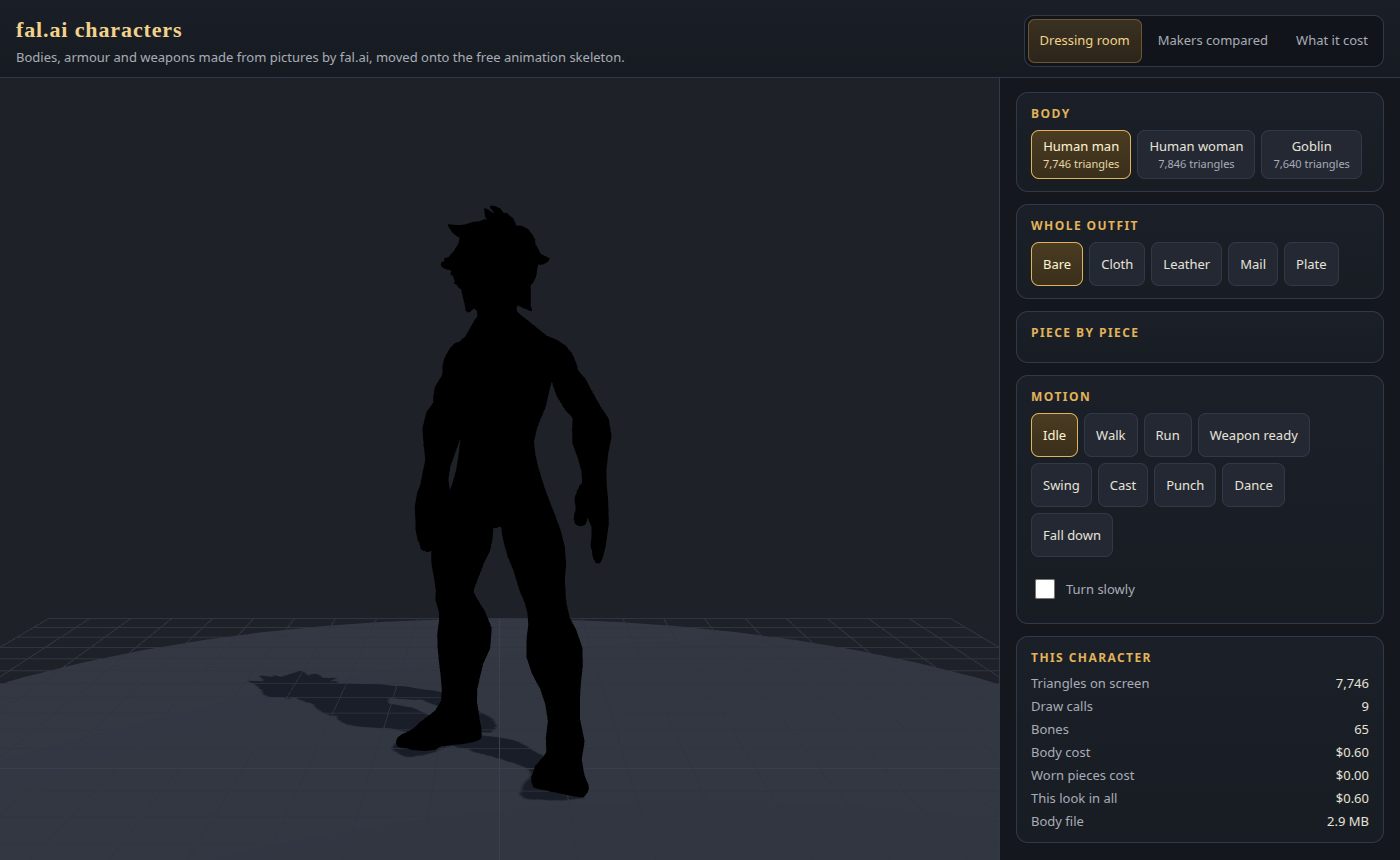 fal.ai characters
Bodies, armour and weapons made from pictures by fal.ai, moved onto the free animation skeleton.
Dressing room
Makers compared
What it cost
BODY
Human man
7,746 triangles
Human woman
7,846 triangles
Goblin
7,640 triangles
WHOLE OUTFIT
Bare
Cloth
Leather
Mail
Plate
PIECE BY PIECE
MOTION
Idle
Walk
Run
Weapon ready
Swing
Cast
Punch
Dance
Fall down
Turn slowly
THIS CHARACTER
Triangles on screen 7,746
Draw calls 9
Bones 65
Body cost $0.60
Worn pieces cost $0.00
This look in all $0.60
Body file 2.9 MB